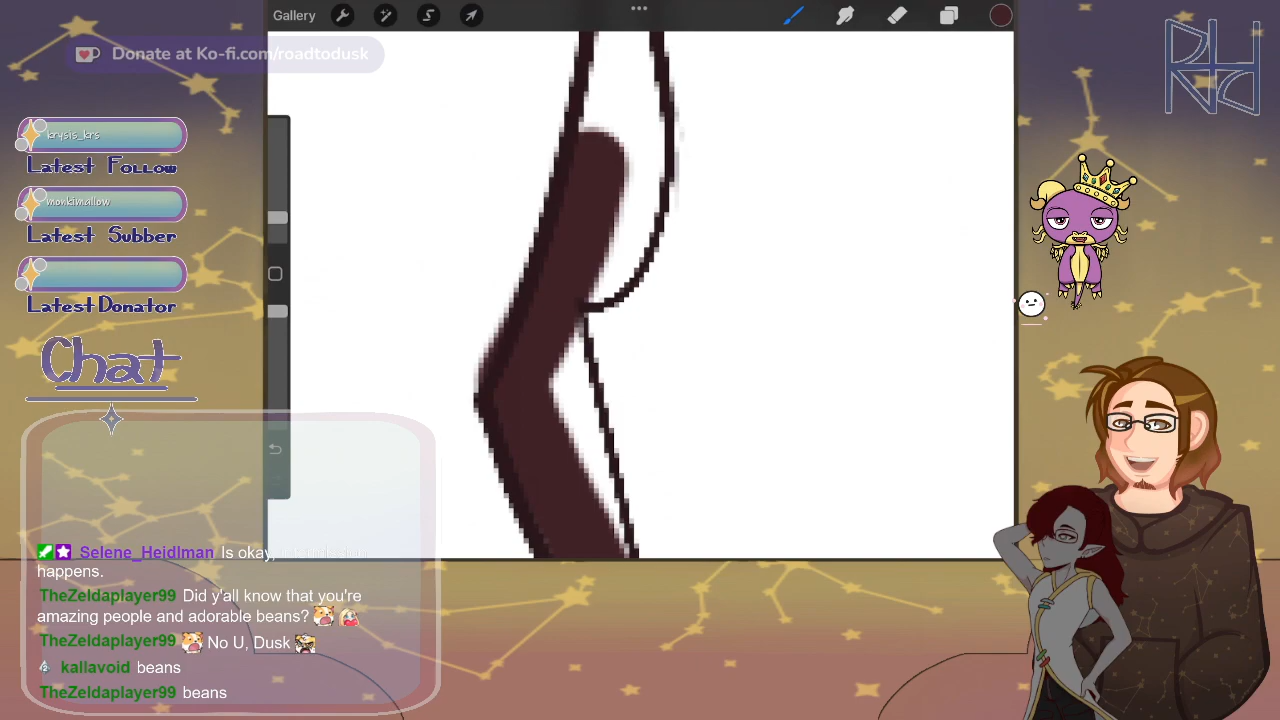 Gallery
Donate at Ko-fi.com/roadtodusk
krysis_krs
Latest Follow
monkimallow
Latest Subber
Latest Donator
Chat
Selene_Heidlman Is okay,
happens.
TheZeldaplayer99 Did y'all know that you're
amazing people and adorable beans?
TheZeldaplayer99 No U, Dusk
kallavoid beans
TheZeldaplayer99 beans